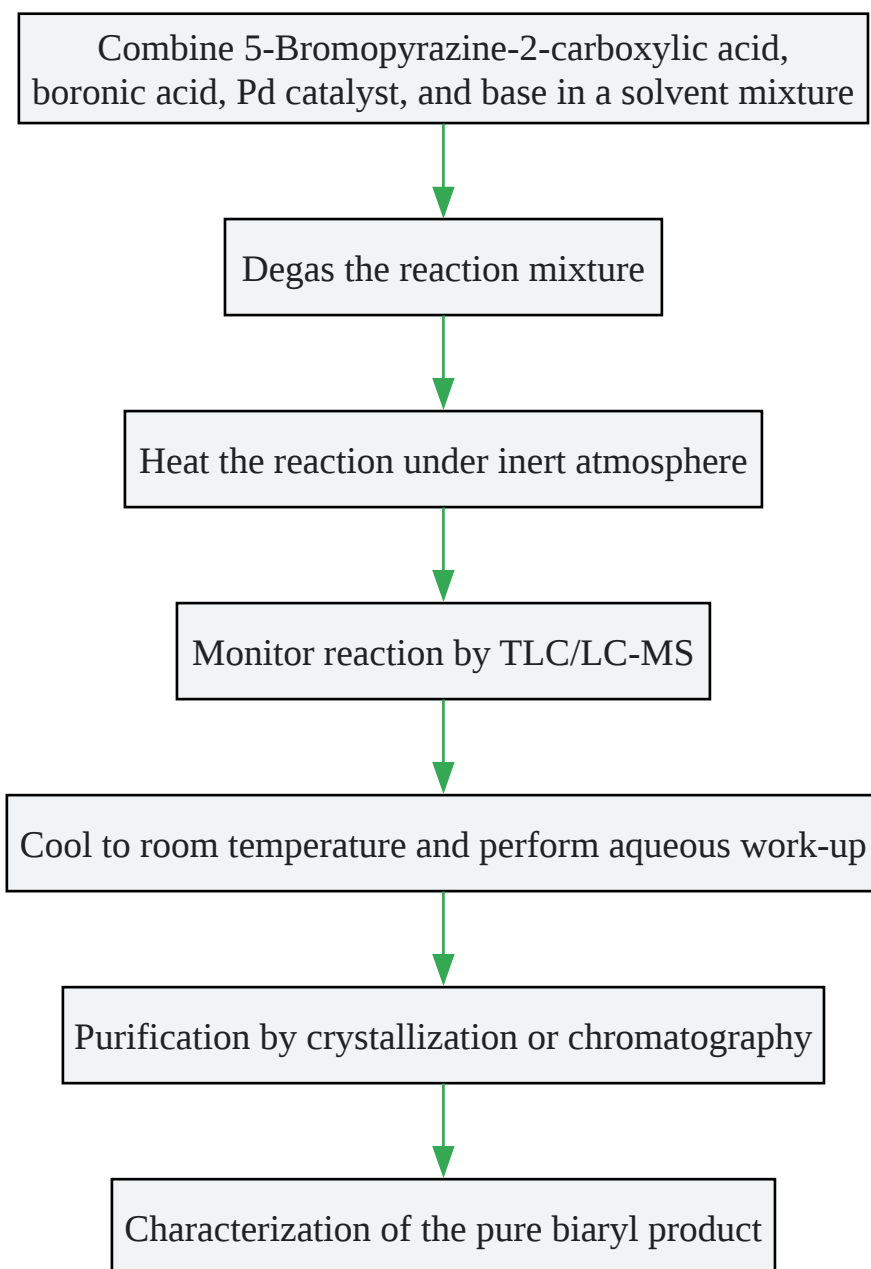 Combine 5-Bromopyrazine-2-carboxylic acid,
boronic acid, Pd catalyst, and base in a solvent mixture
Degas the reaction mixture
Heat the reaction under inert atmosphere
Monitor reaction by TLC/LC-MS
Cool to room temperature and perform aqueous work-up
Purification by crystallization or chromatography
Characterization of the pure biaryl product